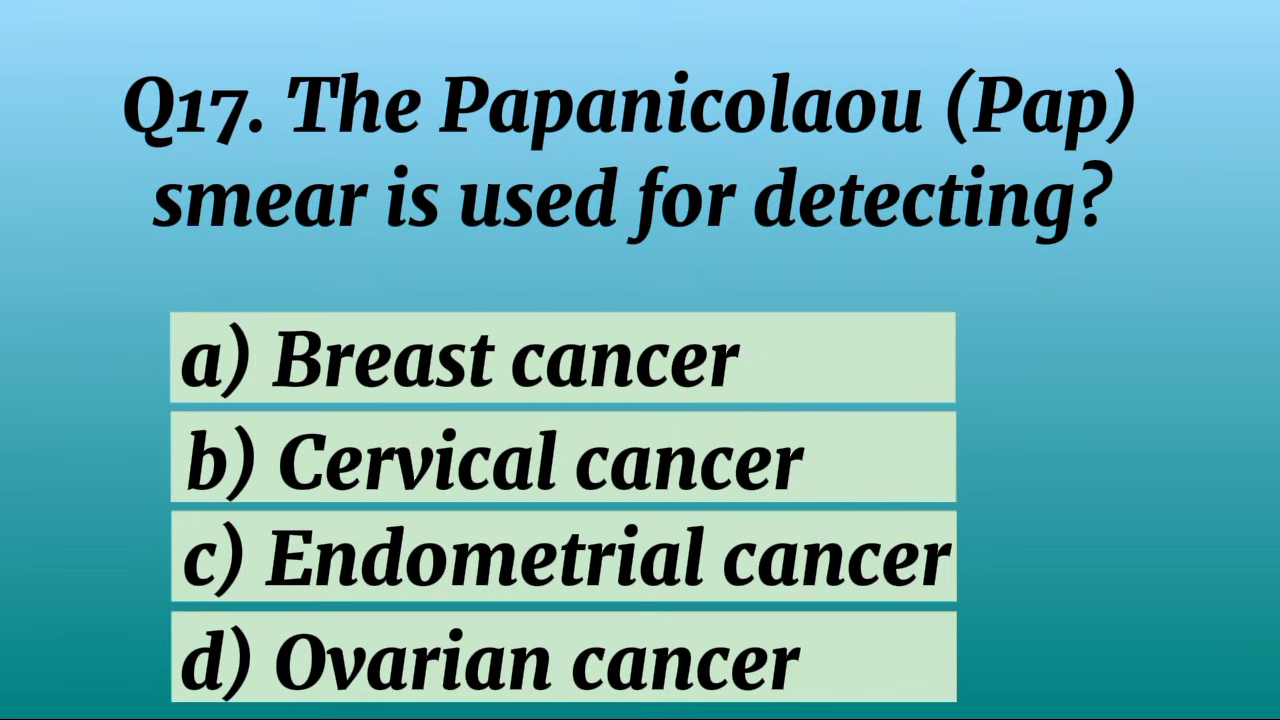 Q17. The Papanicolaou (Pap)
smear is used for detecting?
a) Breast cancer
b) Cervical cancer
c) Endometrial cancer
d) Ovarian cancer